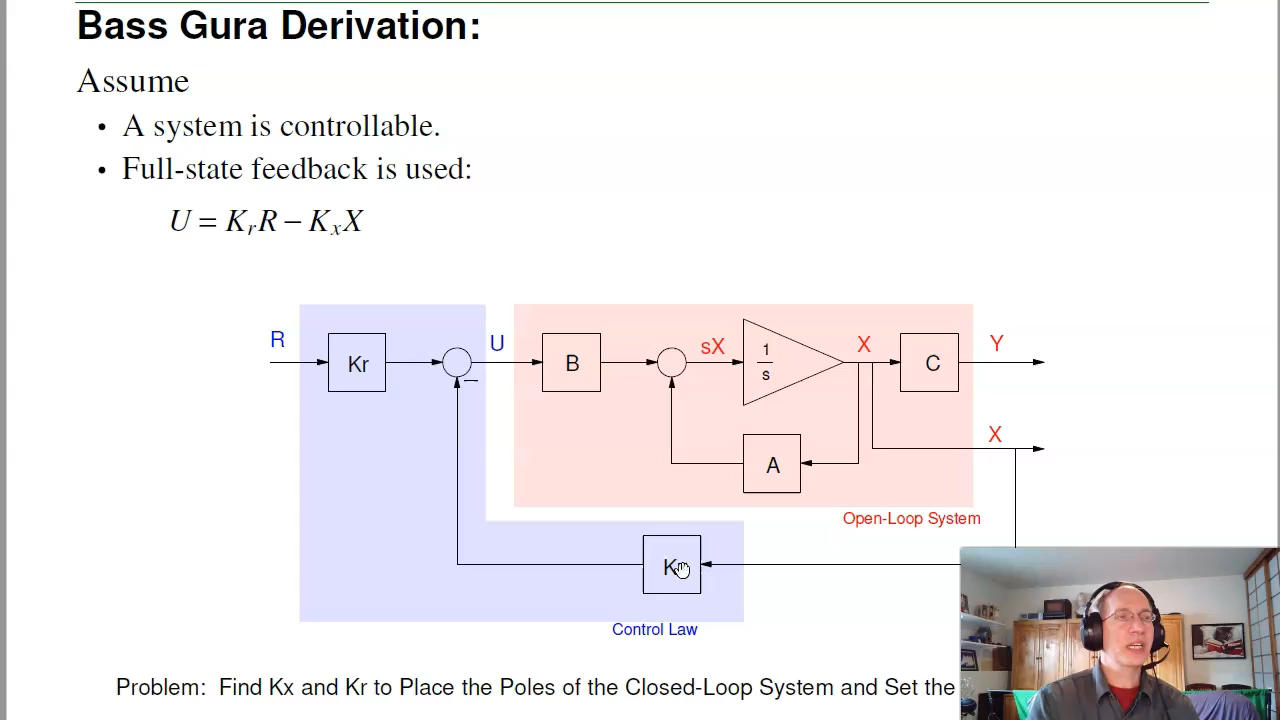 Bass Gura Derivation:
Assume
• A system is controllable.
• Full-state feedback is used:
U = KrR − KxX
R
Kr
−
U
B
sX
1
s
X
C
Y
X
A
Open-Loop System
K
Control Law
Problem: Find Kx and Kr to Place the Poles of the Closed-Loop System and Set the